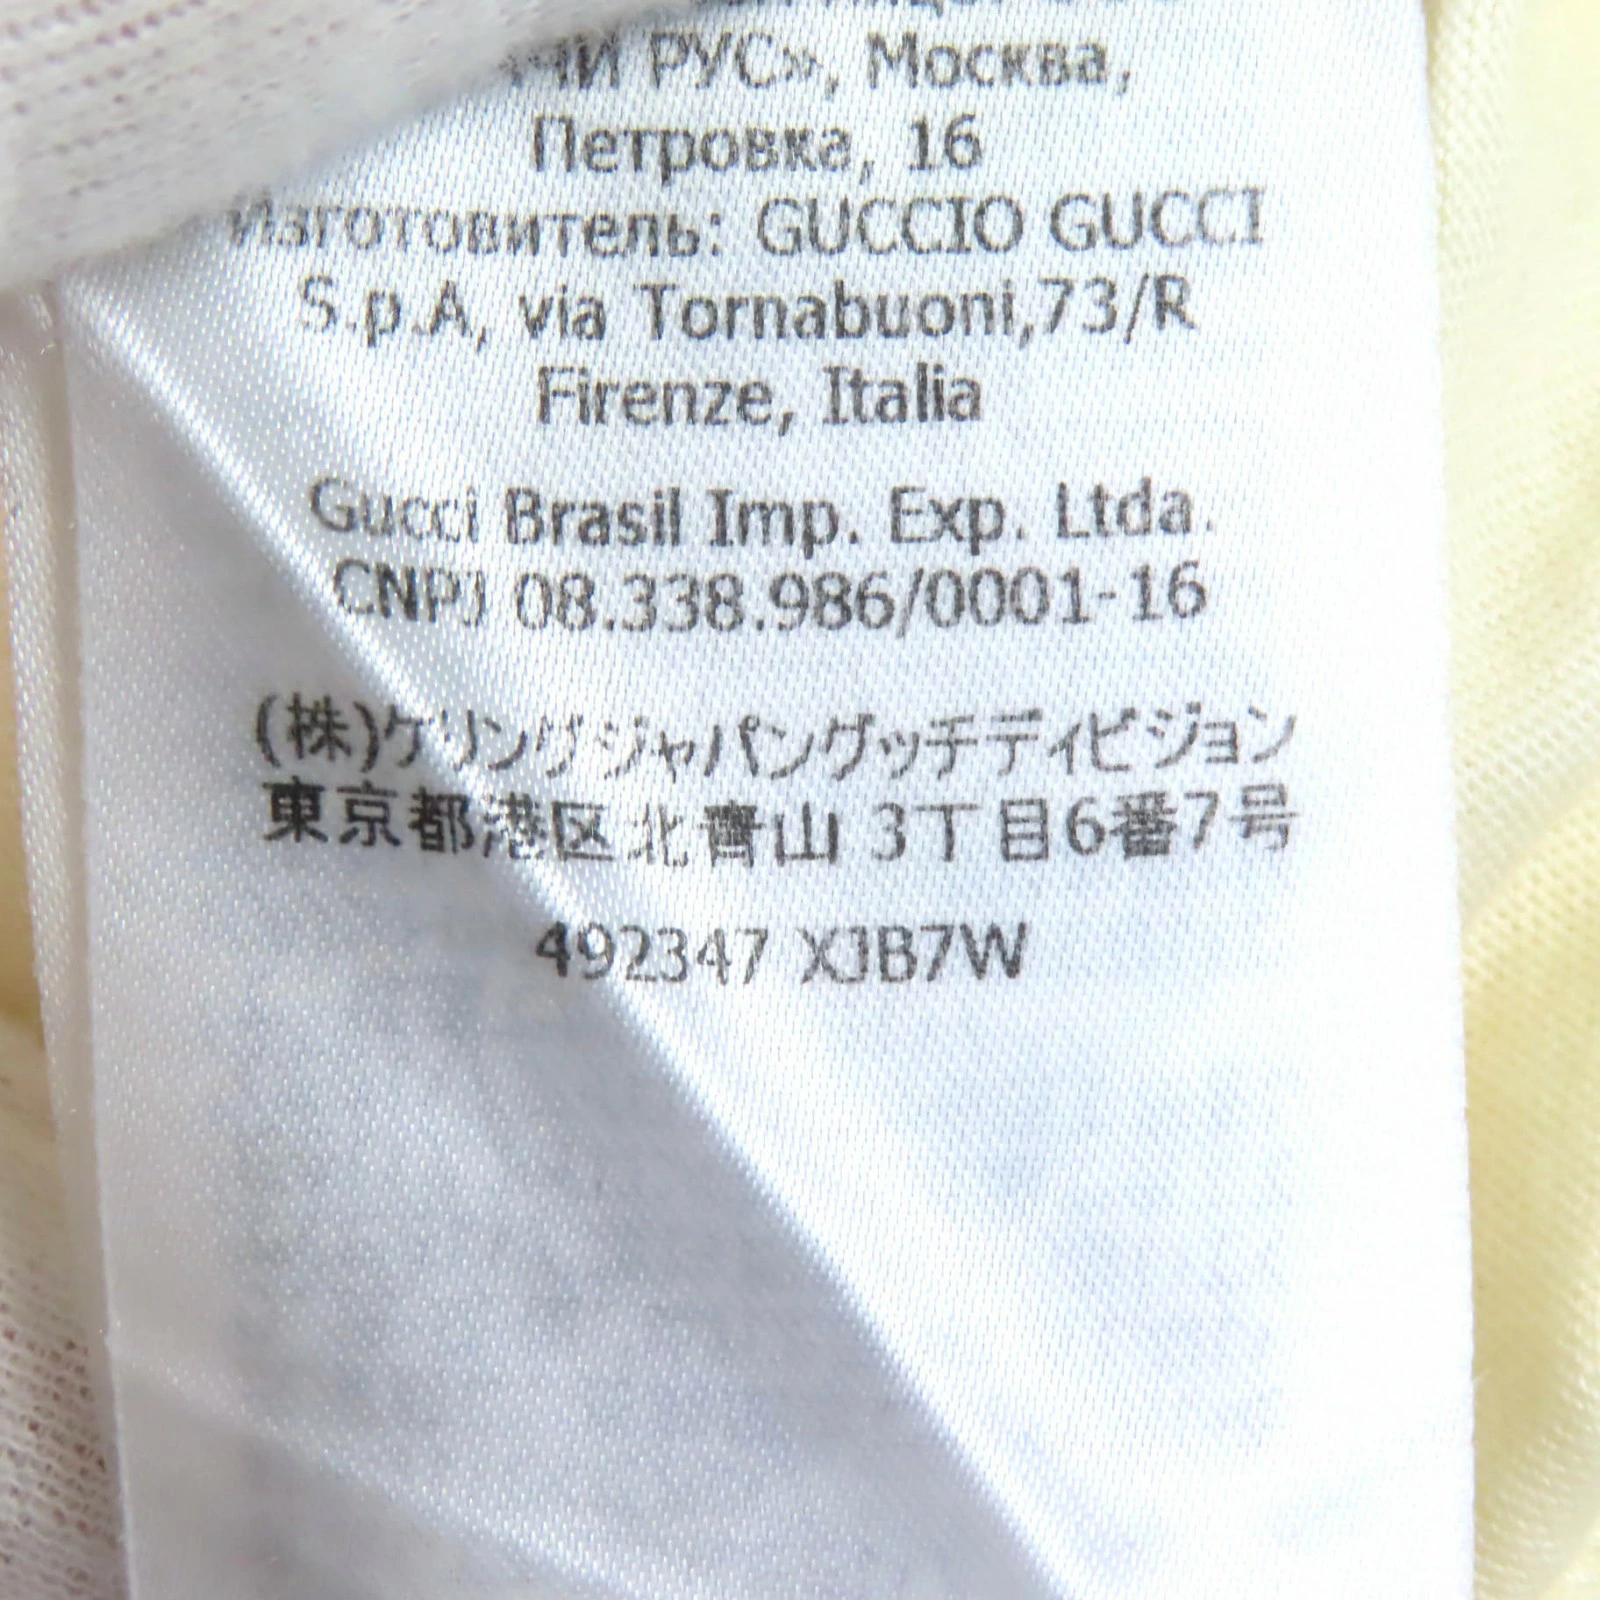 РУС», Москва,
Петровка, 16
Изготовитель: GUCCIO GUCCI
S.p.A, via Tornabuoni,73/R
Firenze, Italia
Gucci Brasil Imp. Exp. Ltda.
CNPJ 08.338.986/0001-16
(株)ケリングジャパングッチディビジョン
東京都港区北青山 3丁目6番7号
492347 XJB7W